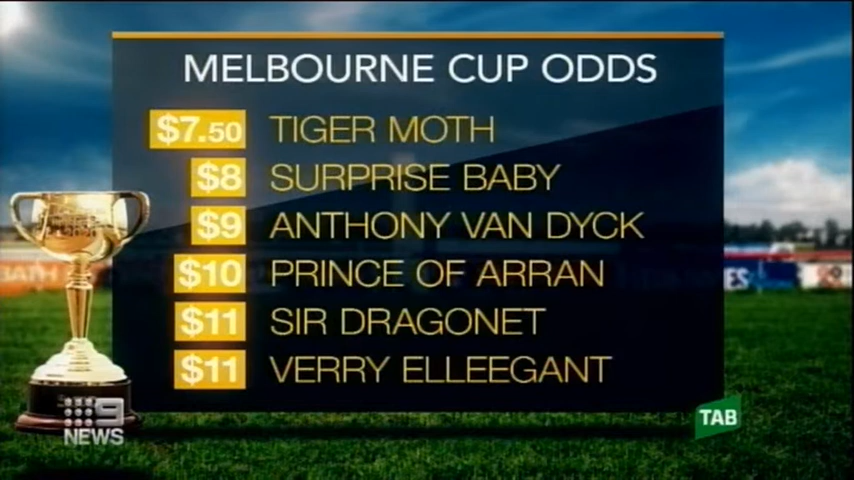 MELBOURNE CUP ODDS
$7.50 TIGER MOTH
$8 SURPRISE BABY
$9 ANTHONY VAN DYCK
$10 PRINCE OF ARRAN
$11 SIR DRAGONET
$11 VERRY ELLEEGANT
9
NEWS
TAB